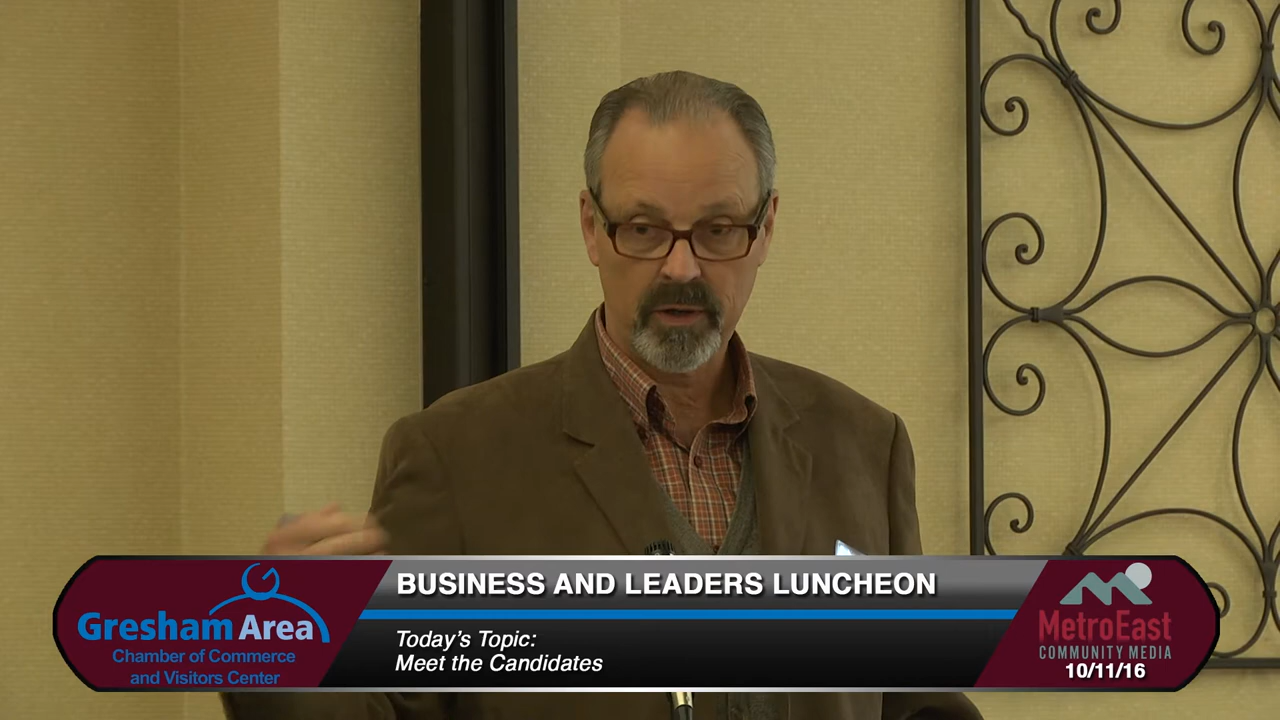 BUSINESS AND LEADERS LUNCHEON
Gresham Area
Chamber of Commerce
and Visitors Center
Today's Topic:
Meet the Candidates
MetroEast
COMMUNITY MEDIA
10/11/16